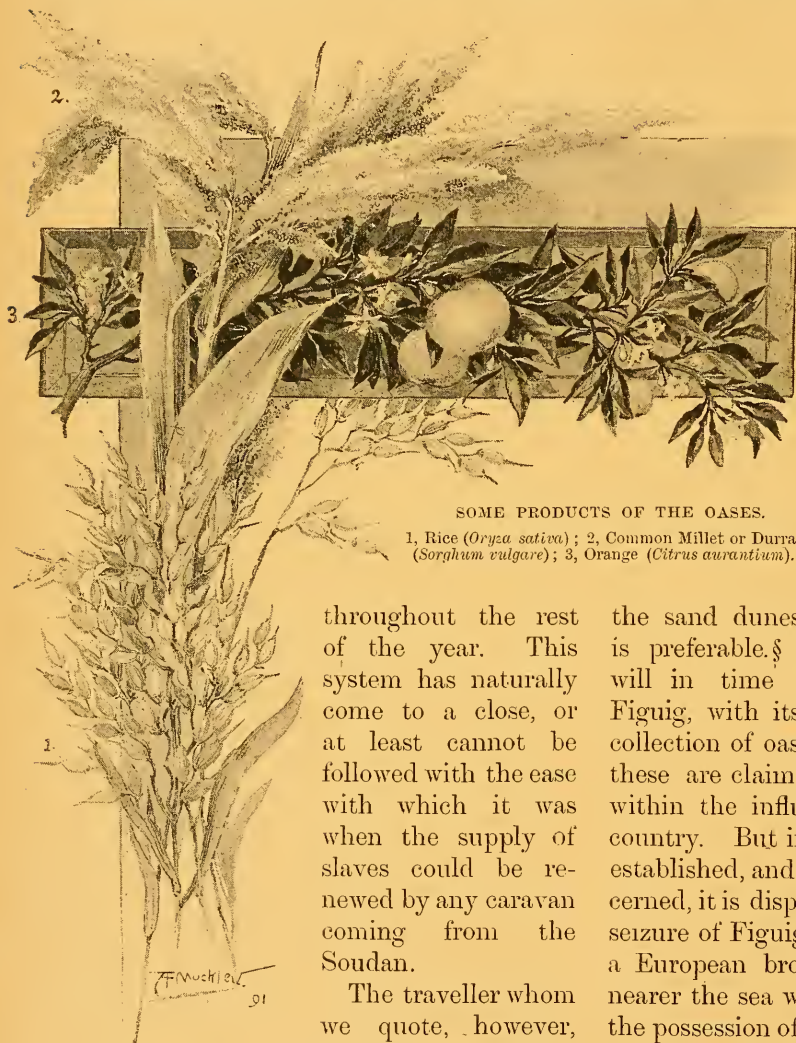 2.
3
SOME PRODUCTS OF THE OASES.
1, Rice (Oryza sativa); 2, Common Millet or Durra
(Sorghum vulgare); 3, Orange (Citrus aurantium).
1.
91
throughout the rest
of the year. This
system has naturally
come to a close, or
at least cannot be
followed with the ease
with which it was
when the supply of
slaves could be re-
newed by any caravan
coming from the
Soudan.
The traveller whom
we quote, however,
the sand dunes
is preferable.§
will in time
Figuig, with its
collection of oas
these are claim
within the influ
country. But i
established, and
cerned, it is disp
seizure of Figuig
a European bro
nearer the sea w
the possession of